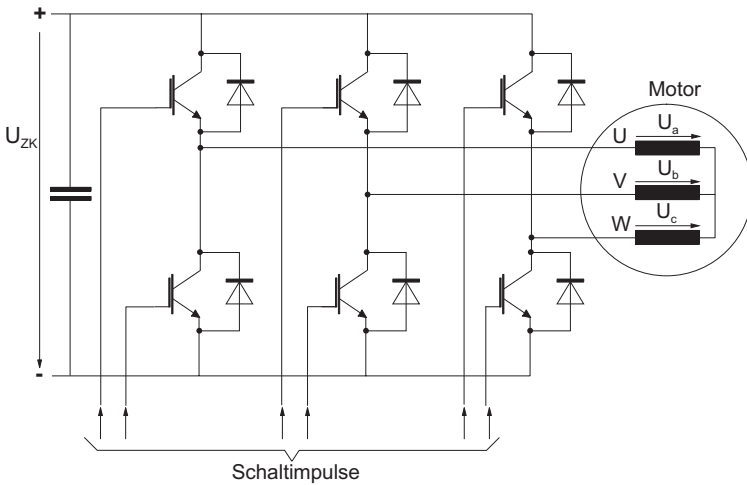 +
Motor
U_ZK
U U_a
V U_b
W U_c
-
Schaltimpulse